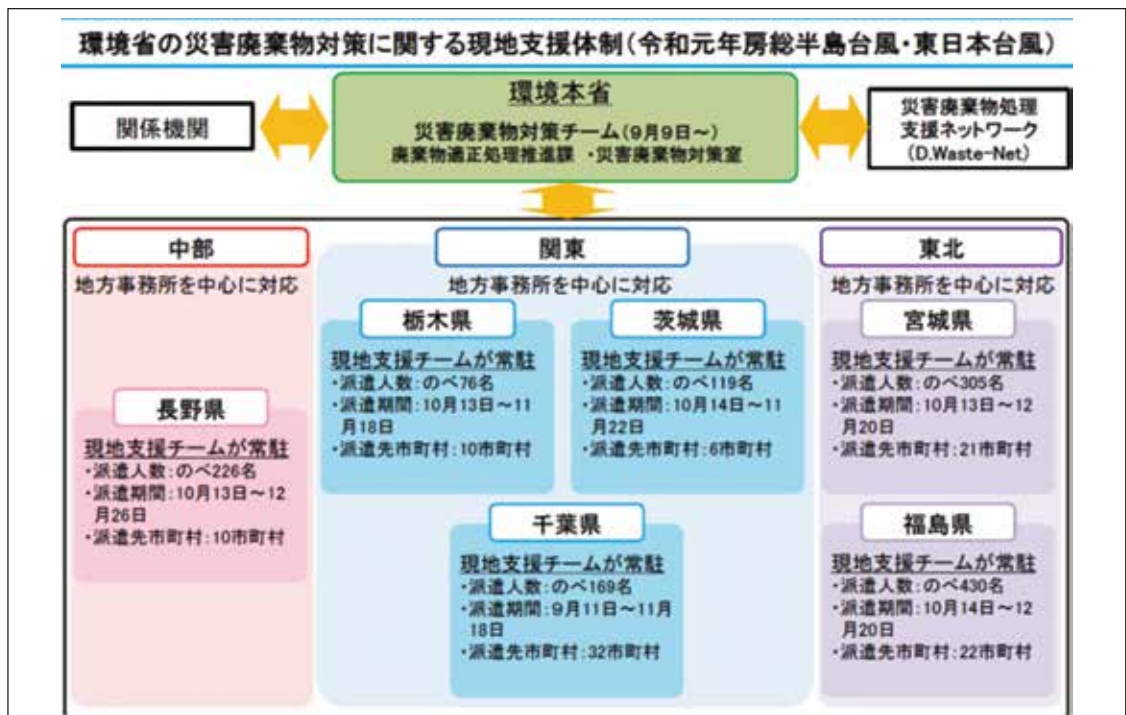 環境省の災害廃棄物対策に関する現地支援体制(令和元年房総半島台風・東日本台風)
関係機関
環境本省
災害廃棄物対策チーム(9月9日~)
廃棄物適正処理推進課 ・災害廃棄物対策室
災害廃棄物処理
支援ネットワーク
(D.Waste-Net)
中部
地方事務所を中心に対応
長野県
現地支援チームが常駐
・派遣人数:のべ226名
・派遣期間:10月13日~12
月26日
・派遣先市町村:10市町村
関東
地方事務所を中心に対応
栃木県
現地支援チームが常駐
・派遣人数:のべ76名
・派遣期間:10月13日~11
月18日
・派遣先市町村:10市町村
茨城県
現地支援チームが常駐
・派遣人数:のべ119名
・派遣期間:10月14日~11
月22日
・派遣先市町村:6市町村
千葉県
現地支援チームが常駐
・派遣人数:のべ169名
・派遣期間:9月11日~11月
18日
・派遣先市町村:32市町村
東北
地方事務所を中心に対応
宮城県
現地支援チームが常駐
・派遣人数:のべ305名
・派遣期間:10月13日~12
月20日
・派遣先市町村:21市町村
福島県
現地支援チームが常駐
・派遣人数:のべ430名
・派遣期間:10月14日~12
月20日
・派遣先市町村:22市町村